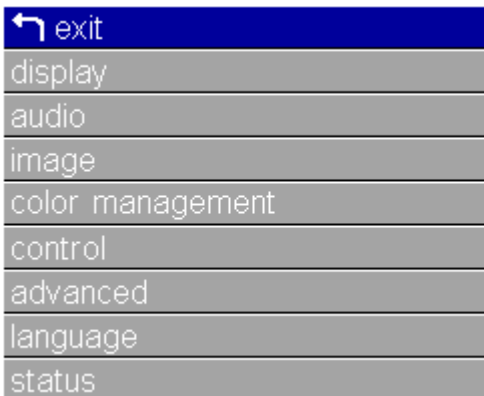 exit
display
audio
image
color management
control
advanced
language
status